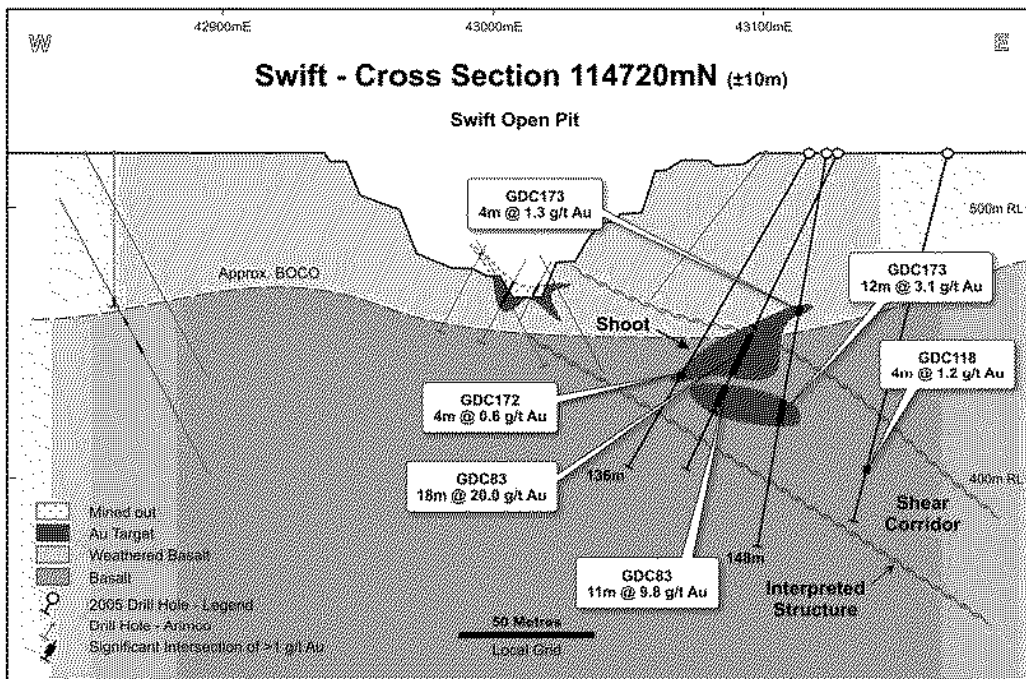 42900mE
43000mE
43100mE
W
E
Swift - Cross Section 114720mN (±10m)
Swift Open Pit
GDC173
4m @ 1.3 g/t Au
500m RL
GDC173
12m @ 3.1 g/t Au
Approx. BOCO
Shoot
GDC118
4m @ 1.2 g/t Au
GDC172
4m @ 0.6 g/t Au
GDC83
18m @ 20.0 g/t Au
136m
400m RL
Shear
Corridor
148m
GDC83
11m @ 9.8 g/t Au
Interpreted
Structure
Mined out
Au Target
Weathered Basalt
Basalt
2005 Drill Hole - Legend
Drill Hole - Arimco
Significant Intersection of >1 g/t Au
50 Metres
Local Grid